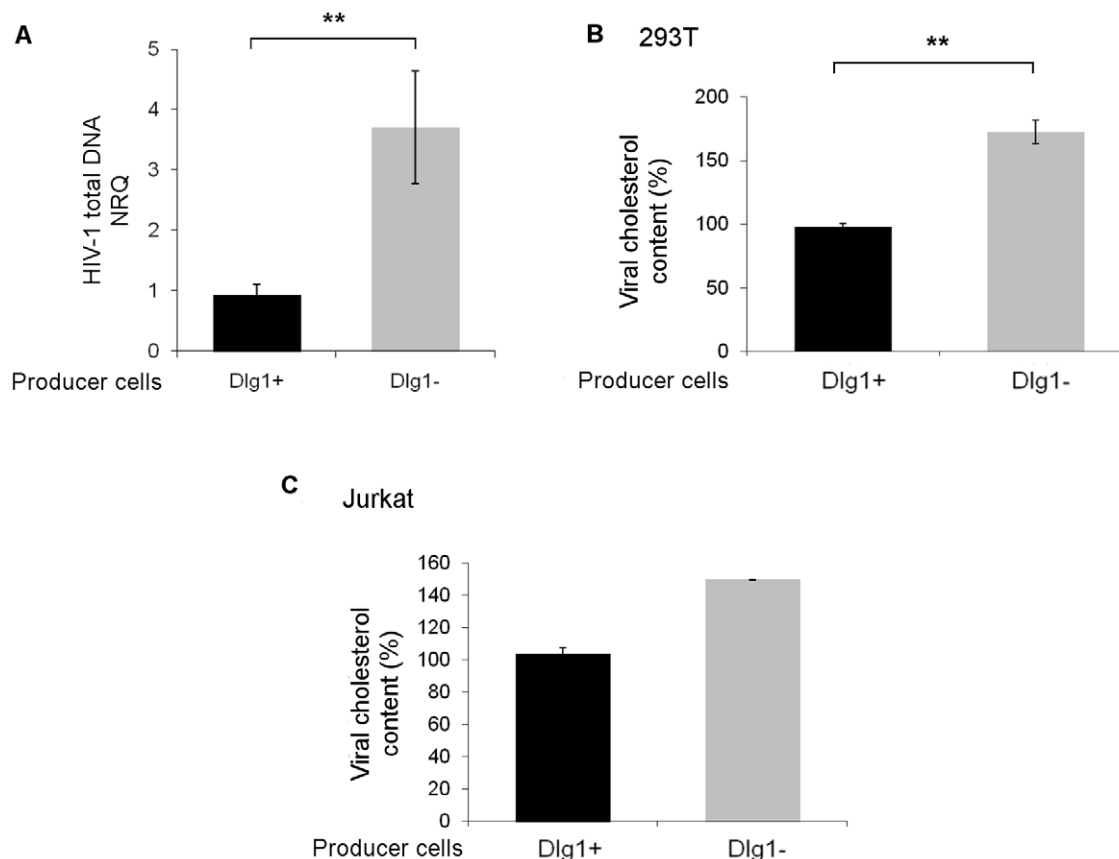 A
**
HIV-1 total DNA
NRQ
5
4
3
2
1
0
Producer cells
Dlg1+
Dlg1-
B
293T
**
Viral cholesterol
content (%)
200
150
100
50
0
Producer cells
Dlg1+
Dlg1-
C
Jurkat
Viral cholesterol
content (%)
160
140
120
100
80
60
40
20
0
Producer cells
Dlg1+
Dlg1-